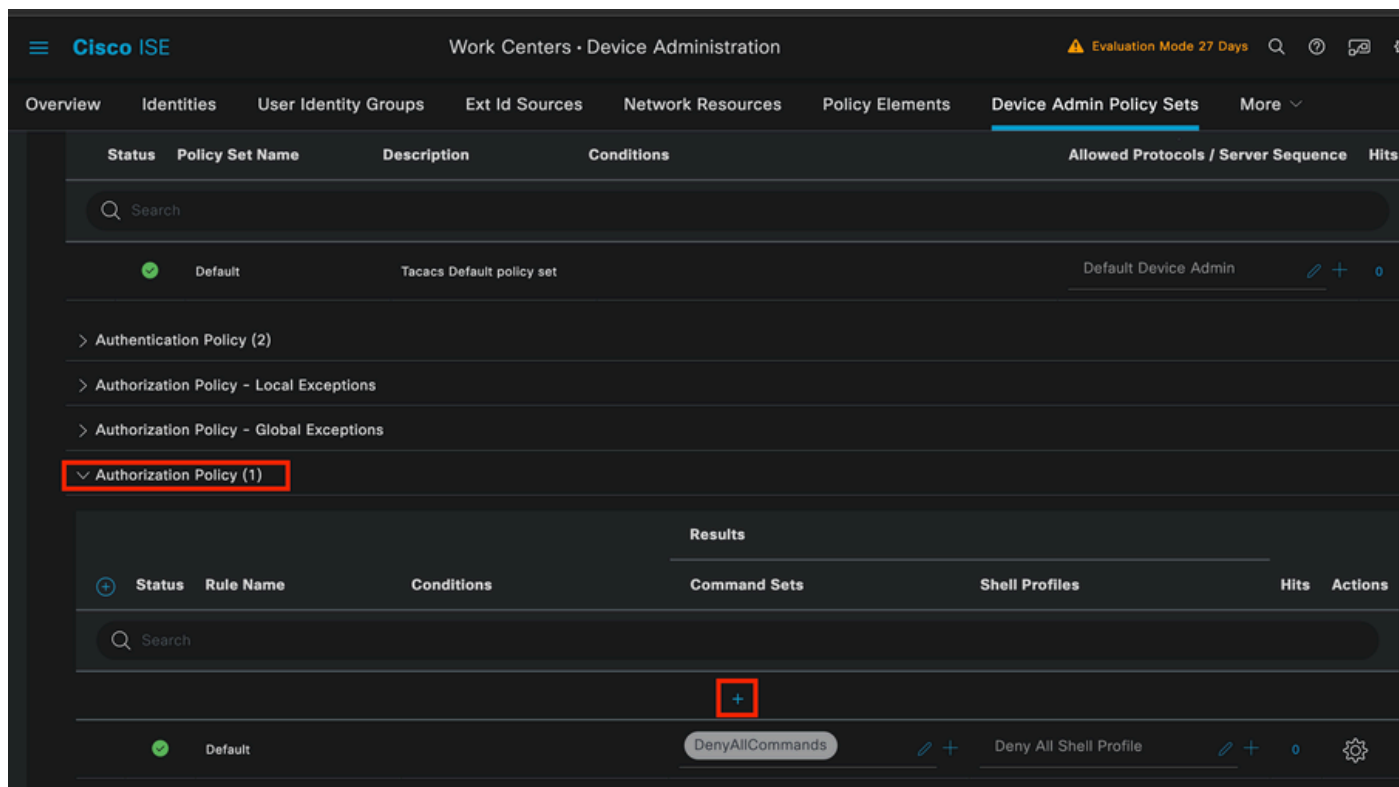 Cisco ISE
Work Centers · Device Administration
Evaluation Mode 27 Days
Overview Identities User Identity Groups Ext Id Sources Network Resources Policy Elements Device Admin Policy Sets More
Status Policy Set Name Description Conditions Allowed Protocols / Server Sequence Hits
Search
Default Tacacs Default policy set Default Device Admin 0
Authentication Policy (2)
Authorization Policy - Local Exceptions
Authorization Policy - Global Exceptions
Authorization Policy (1)
Results
Status Rule Name Conditions Command Sets Shell Profiles Hits Actions
Search
+
Default DenyAllCommands Deny All Shell Profile 0